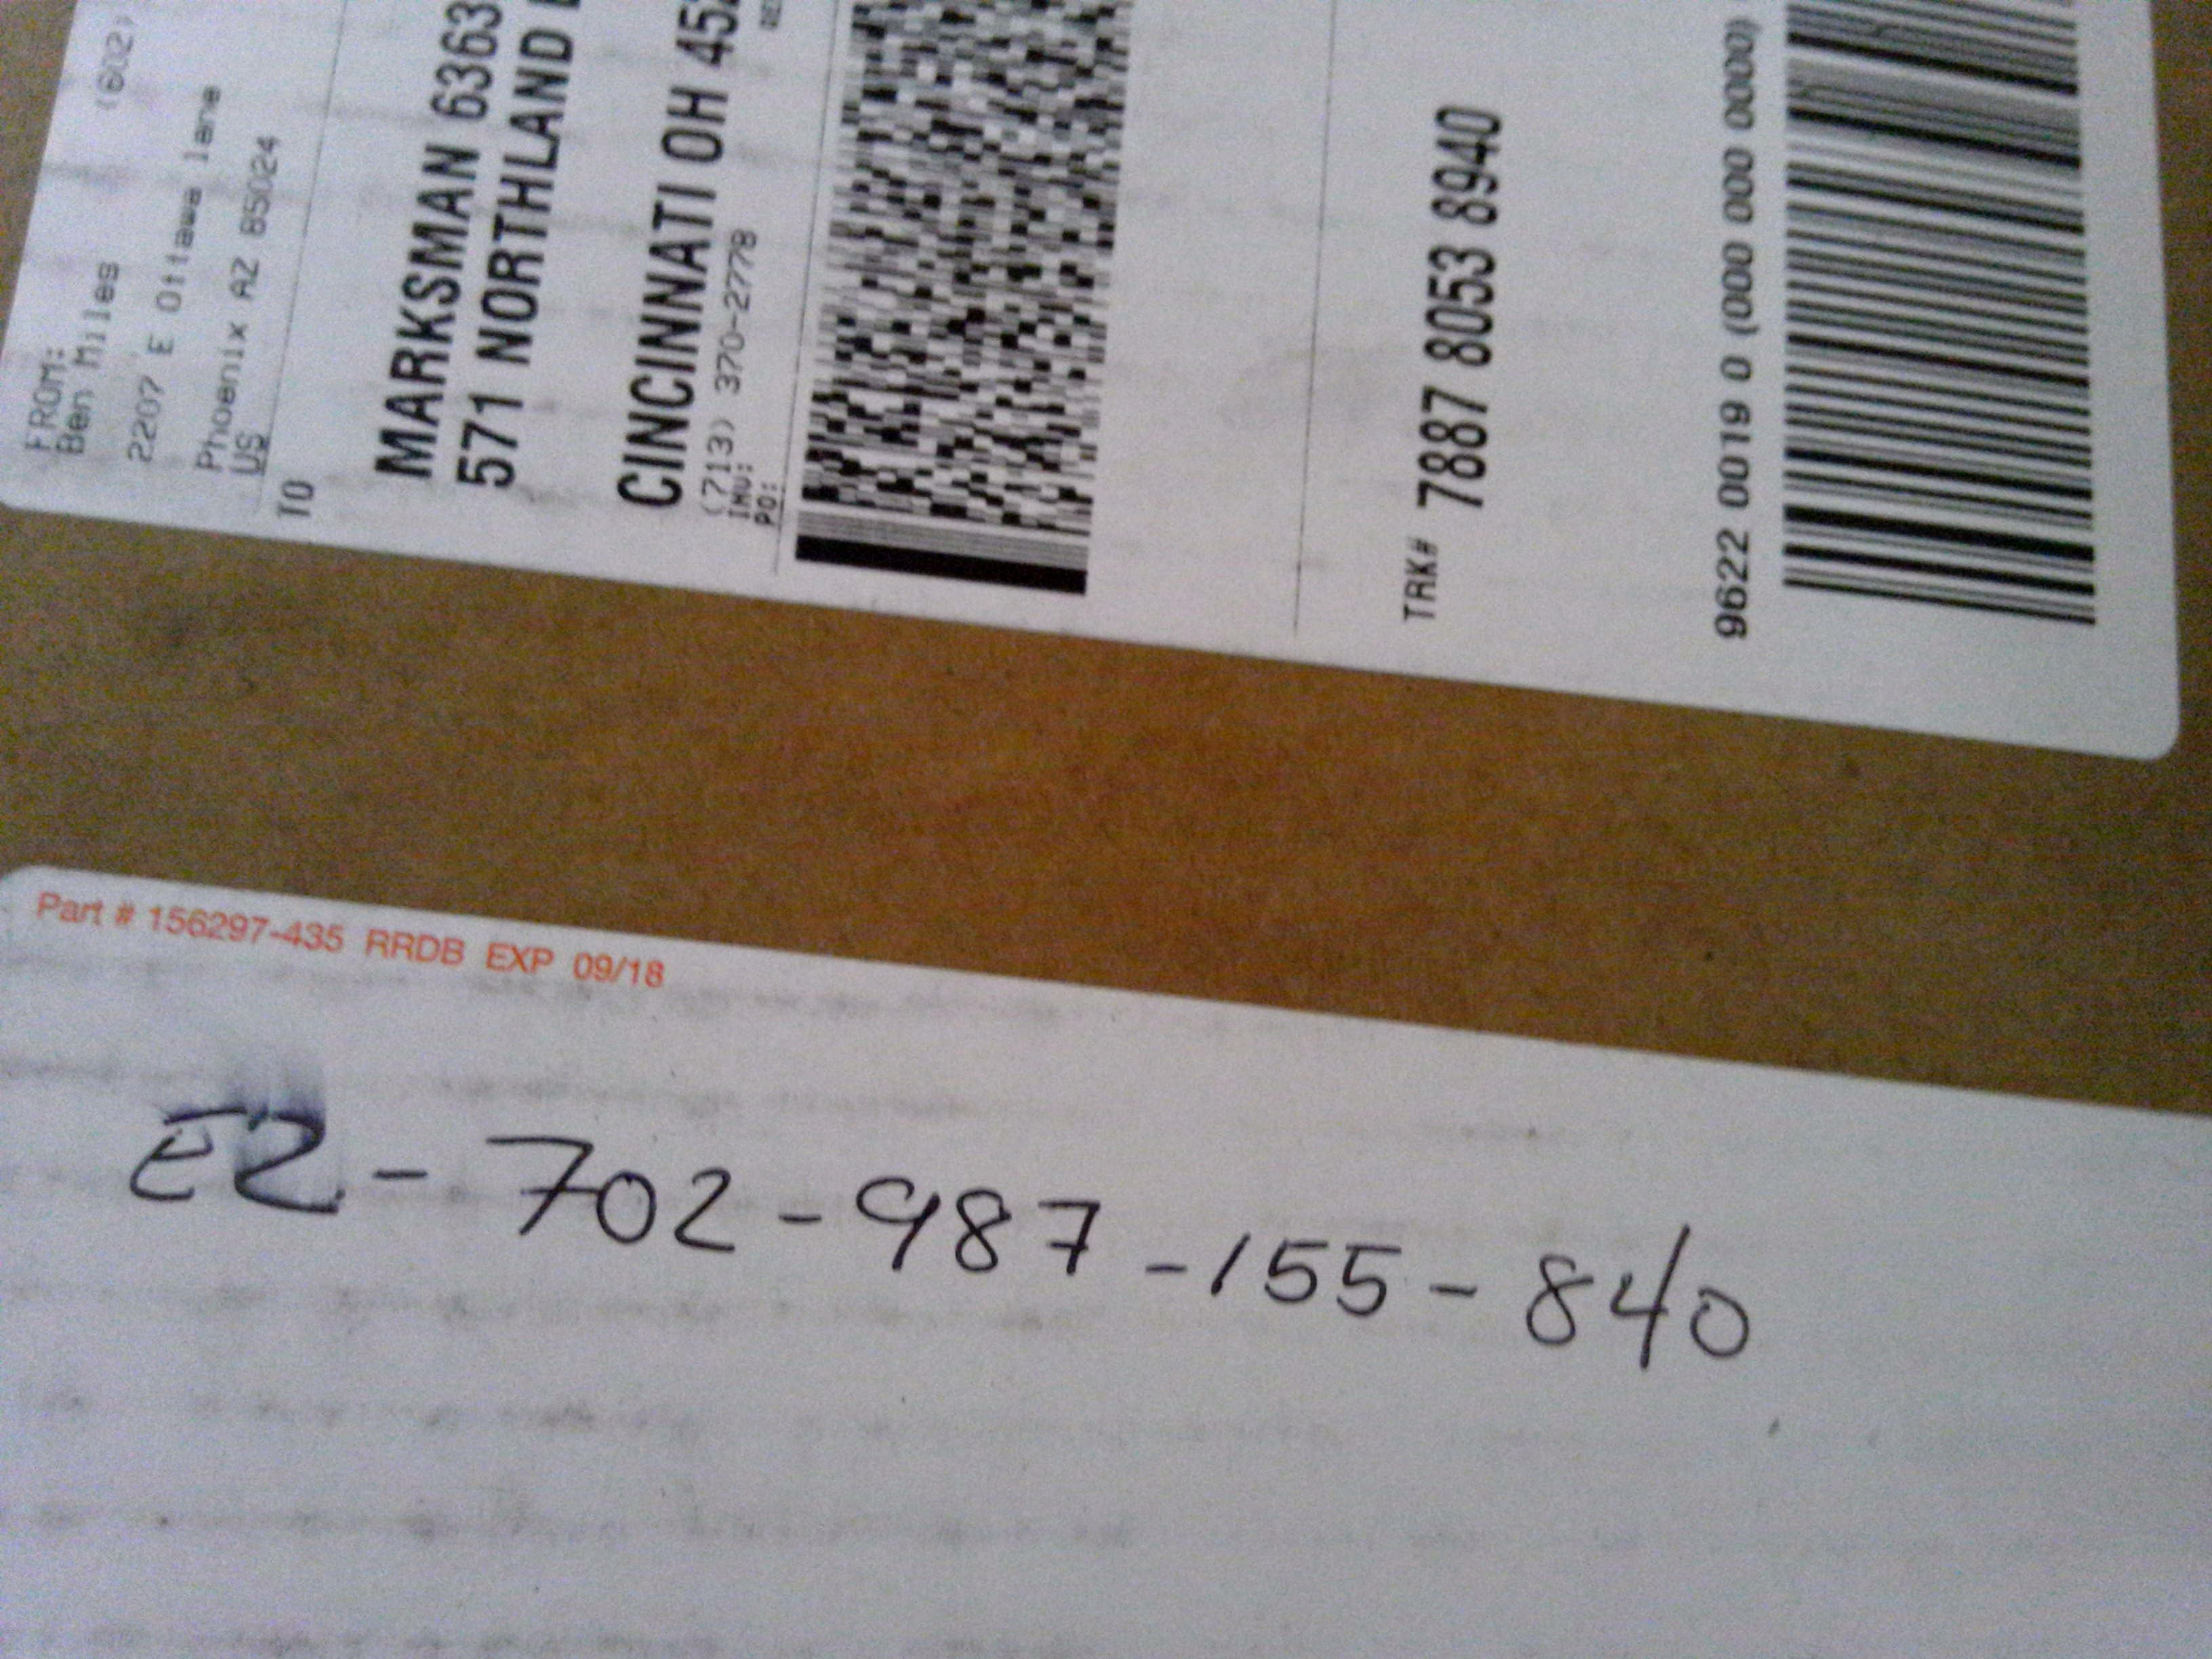 FROM:
Ben Miles (602)
2207 E Ottawa lane
Phoenix AZ 85024
US
TO
MARKSMAN 6363
571 NORTHLAND
CINCINNATI OH 452
(713) 370-2778
INV:
PO:
TRK# 7887 8053 8940
9622 0019 0 (000 000 0000)
Part # 156297-435 RRDB EXP 09/18
EZ - 702 - 987 - 155 - 840